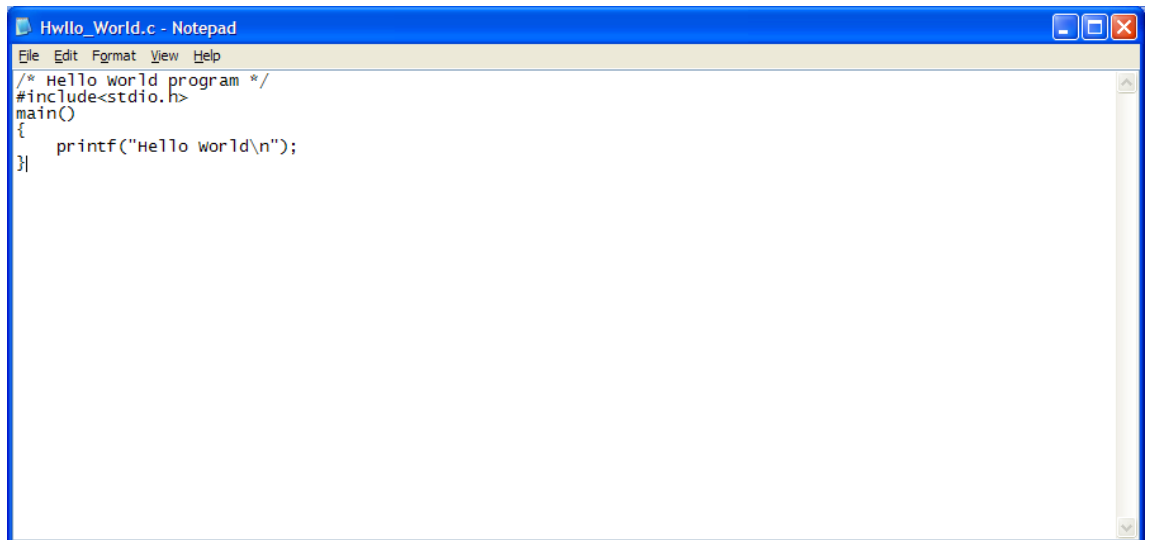 Hwllo_World.c - Notepad
File Edit Format View Help
/* Hello World program */
#include<stdio.h>
main()
{
    printf("Hello World\n");
}